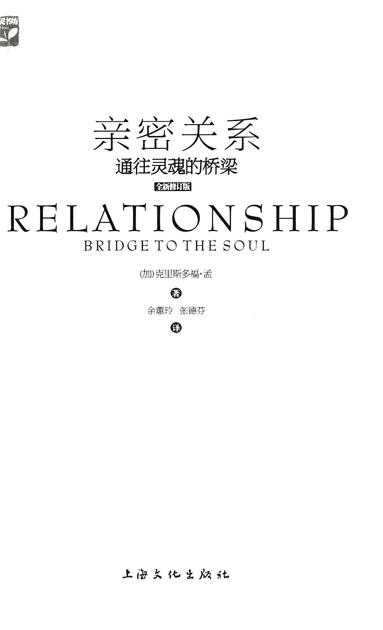 亲密关系
通往灵魂的桥梁
全新修订版
RELATIONSHIP
BRIDGE TO THE SOUL
(加)克里斯多福·孟
著
余蕙玲 张德芬
译
上海文化出版社